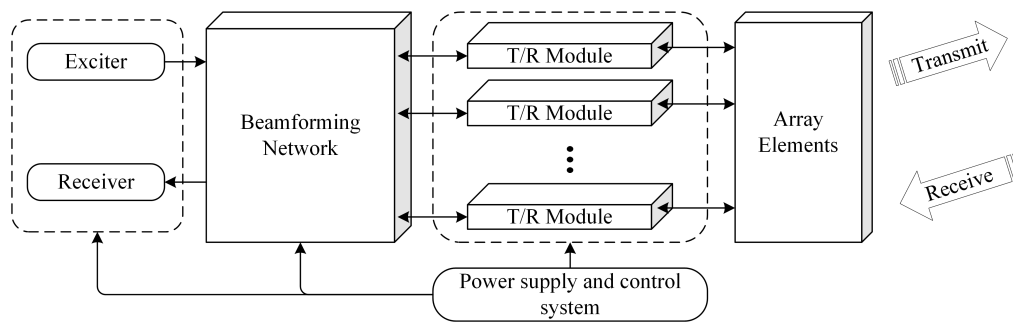 Exciter
Receiver
Beamforming
Network
T/R Module
T/R Module
T/R Module
Array
Elements
Transmit
Receive
Power supply and control
system